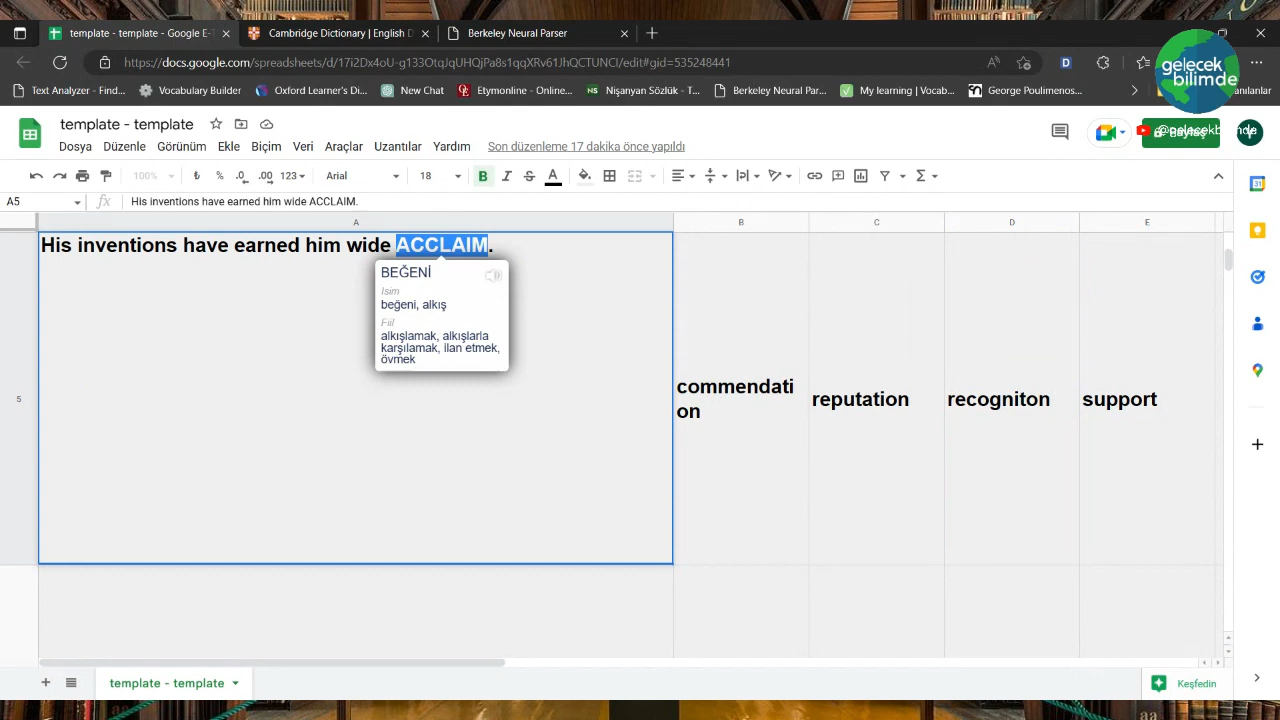 template - template - Google E-T
Cambridge Dictionary | English D
Berkeley Neural Parser
https://docs.google.com/spreadsheets/d/17i2Dx4oU-g133OtqJqUHQjPa8s1qqXRv61JhQCTUNCI/edit#gid=535248441
Text Analyzer - Find...
Vocabulary Builder
Oxford Learner's Di...
New Chat
Etymonline - Online...
Nişanyan Sözlük - T...
Berkeley Neural Par...
My learning | Vocab...
George Poulimenos...
gelecek
bilimde
@gelecekbilimde
template - template
Dosya Düzenle Görünüm Ekle Biçim Veri Araçlar Uzantılar Yardım Son düzenleme 17 dakika önce yapıldı
100% ₺ % .0 .00 123 Arial 18 B I S A
A5 fx His inventions have earned him wide ACCLAIM.
A B C D E
His inventions have earned him wide ACCLAIM.
BEĞENİ
İsim
beğeni, alkış
Fiil
alkışlamak, alkışlarla
karşılamak, ilan etmek,
övmek
5
commendati
on
reputation
recogniton
support
template - template
Keşfedin